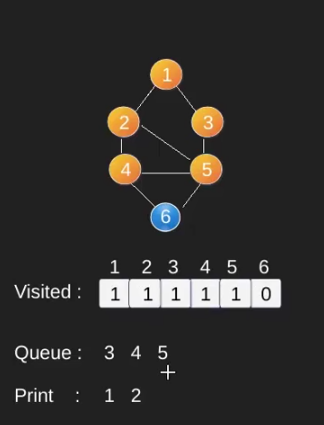 1
2 3
4 5
6
1 2 3 4 5 6
Visited : 1 1 1 1 1 0
Queue : 3 4 5
Print : 1 2